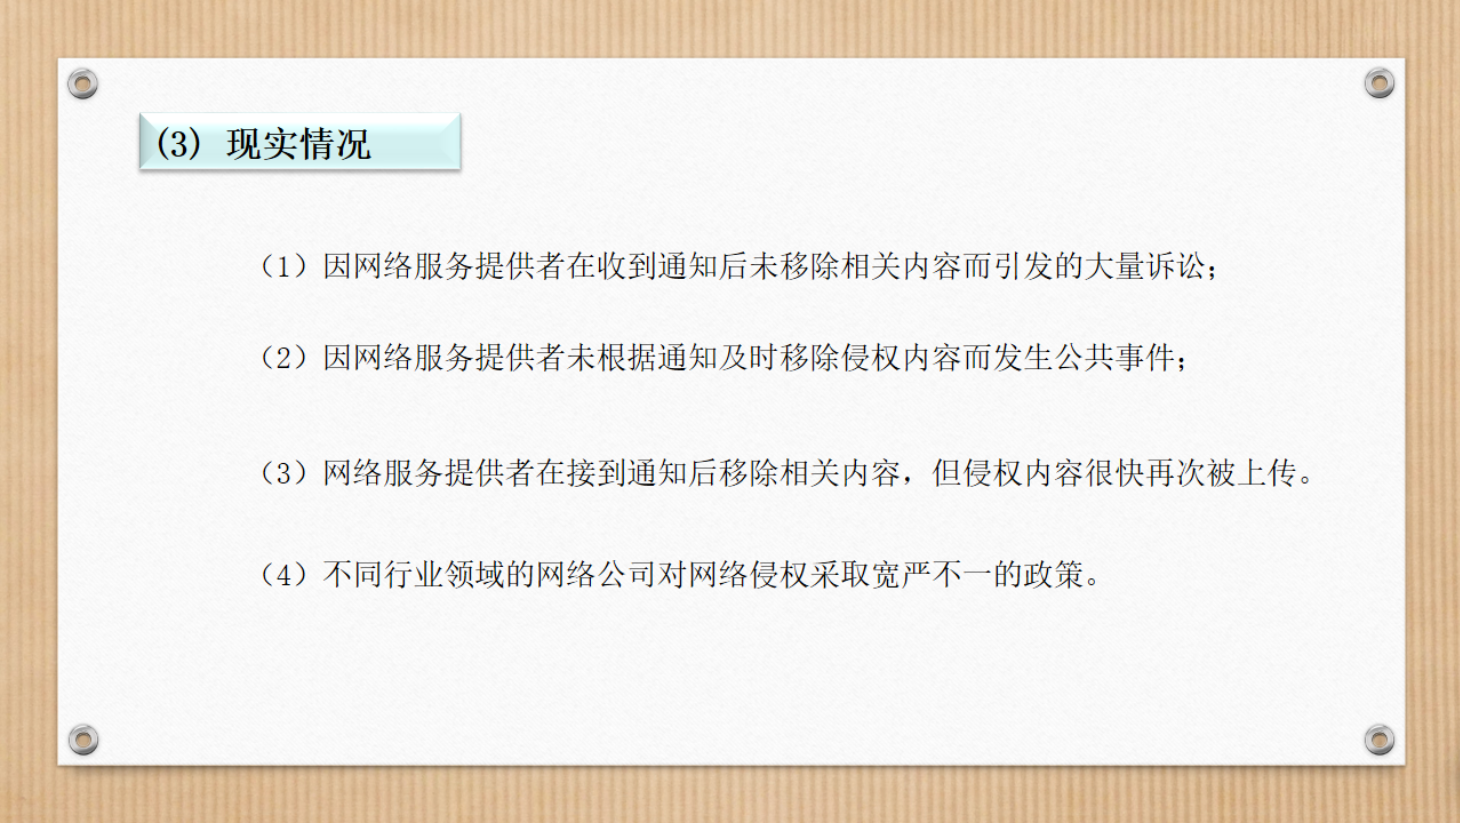 (3) 现实情况
（1）因网络服务提供者在收到通知后未移除相关内容而引发的大量诉讼；
（2）因网络服务提供者未根据通知及时移除侵权内容而发生公共事件；
（3）网络服务提供者在接到通知后移除相关内容，但侵权内容很快再次被上传。
（4）不同行业领域的网络公司对网络侵权采取宽严不一的政策。